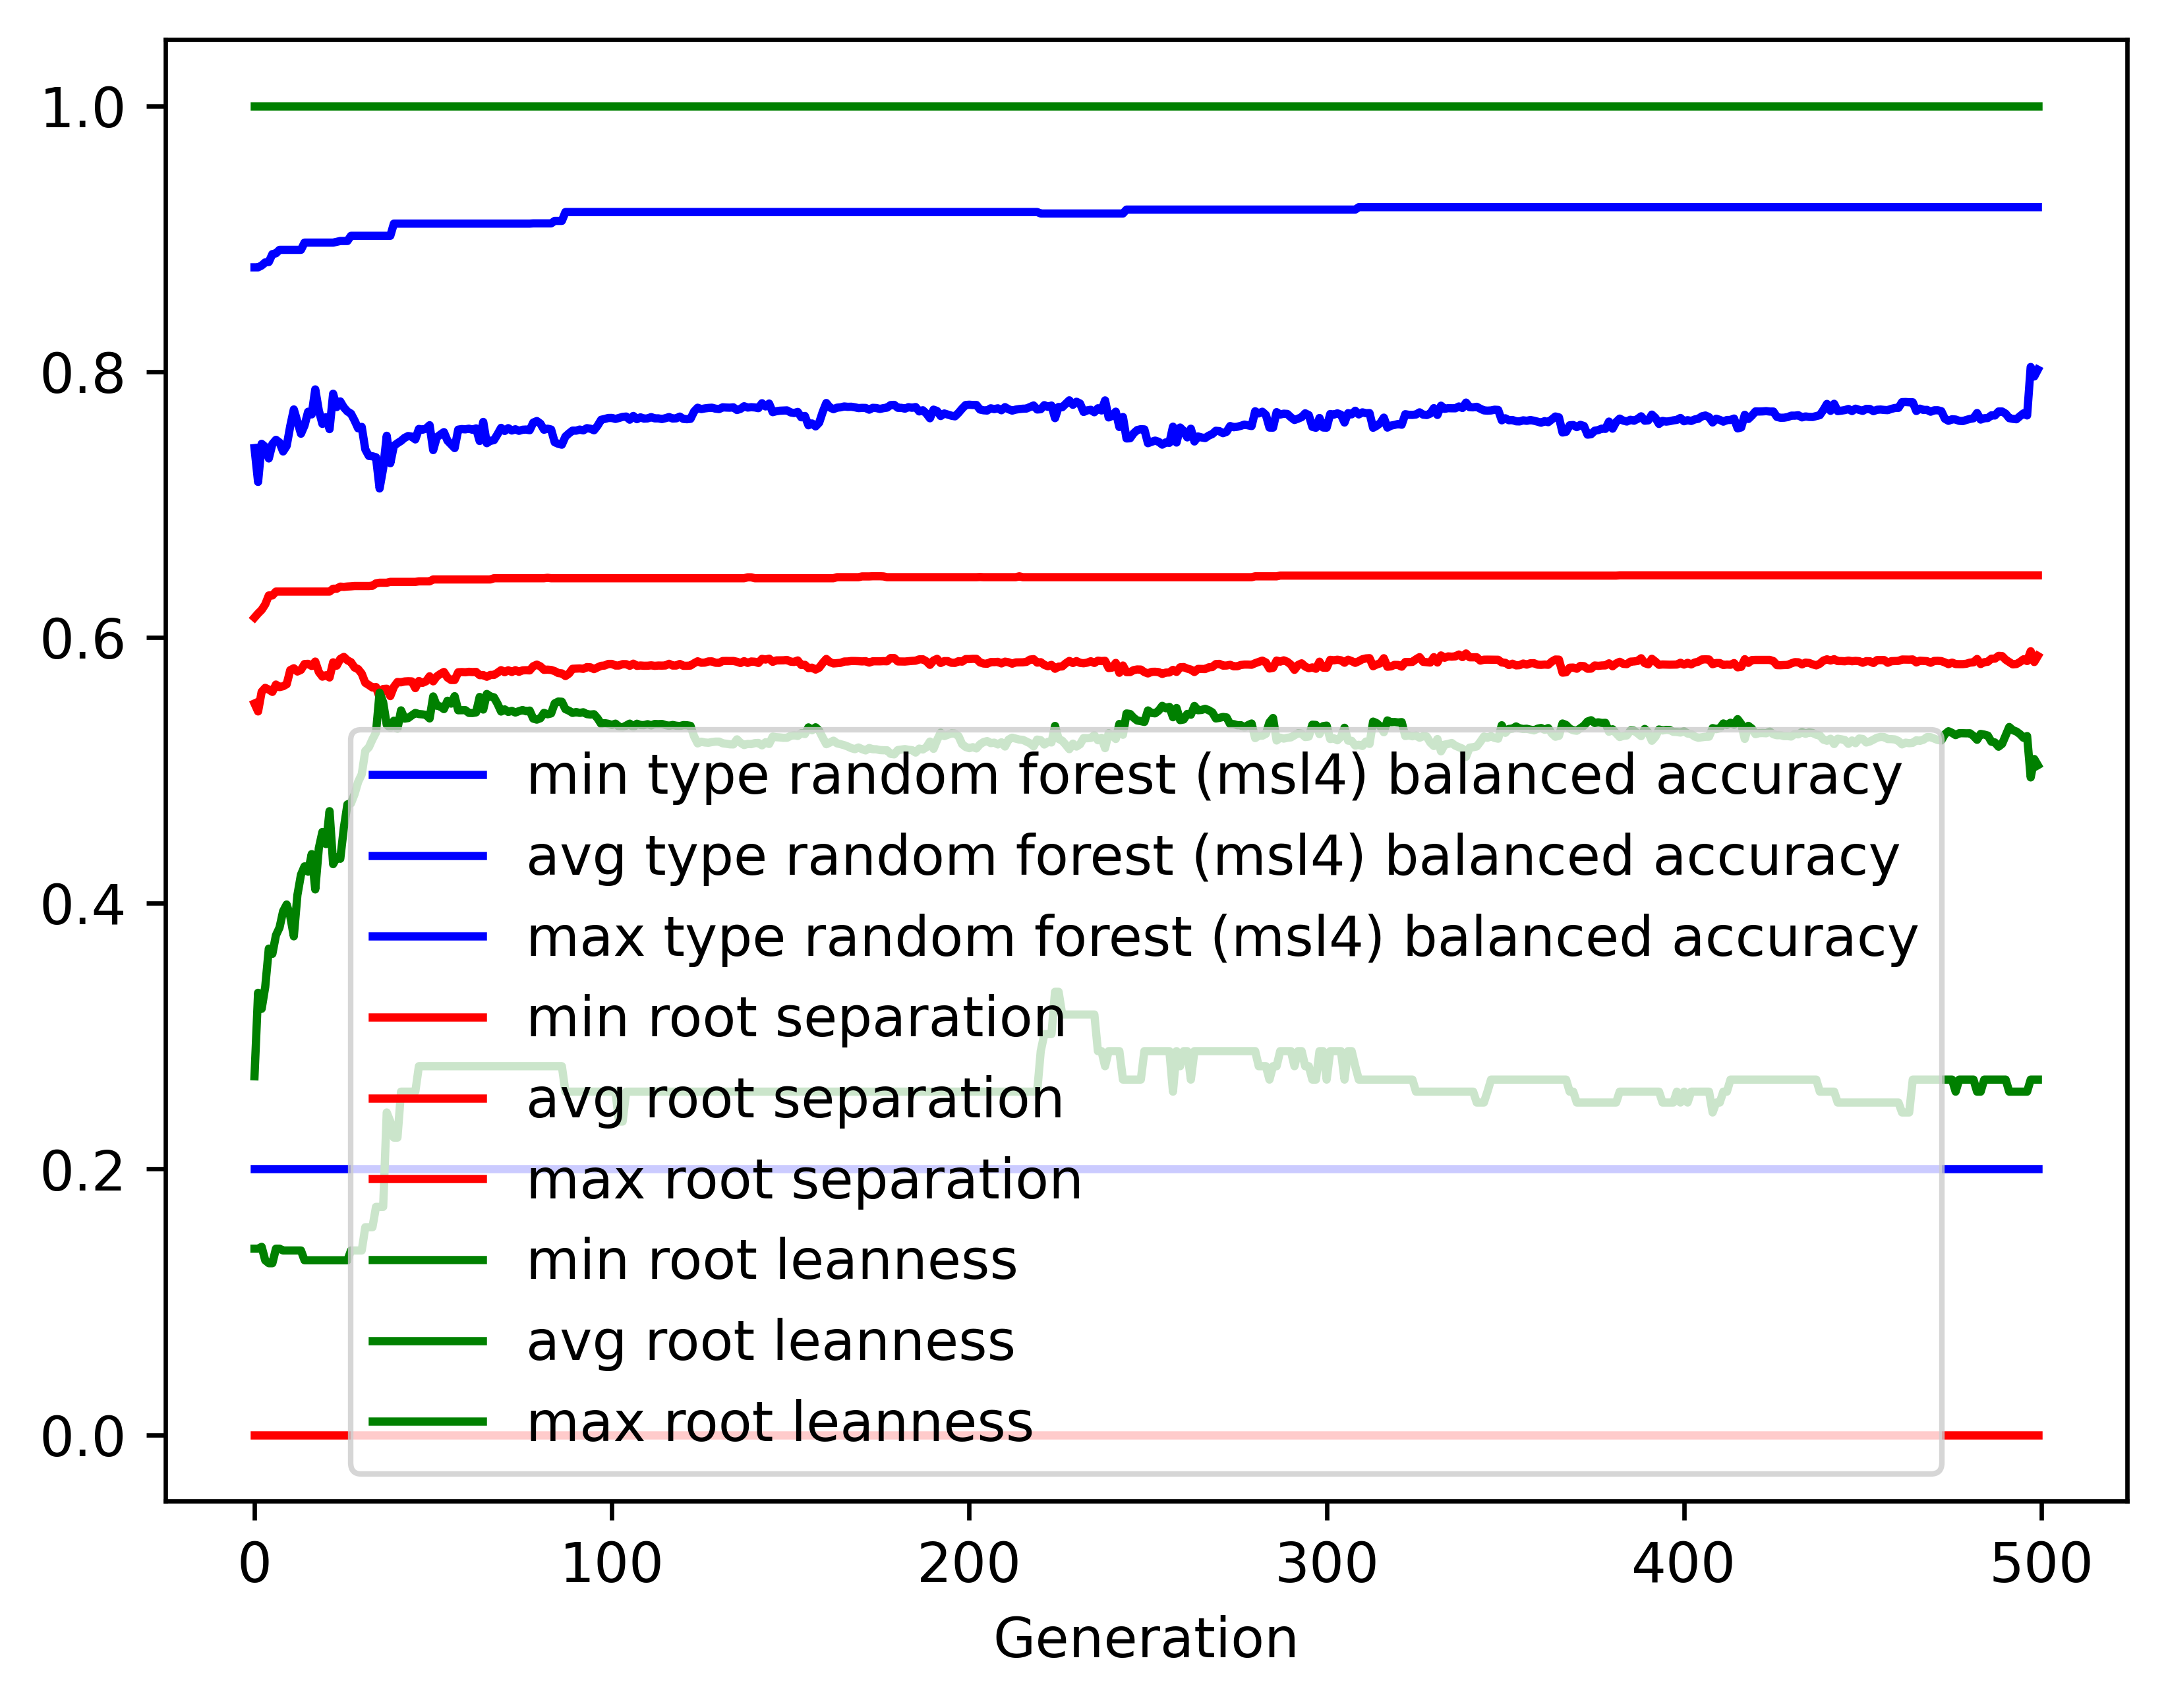 1.0
0.8
0.6
0.4
0.2
0.0
min type random forest (msl4) balanced accuracy
avg type random forest (msl4) balanced accuracy
max type random forest (msl4) balanced accuracy
min root separation
avg root separation
max root separation
min root leanness
avg root leanness
max root leanness
0 100 200 300 400 500
Generation